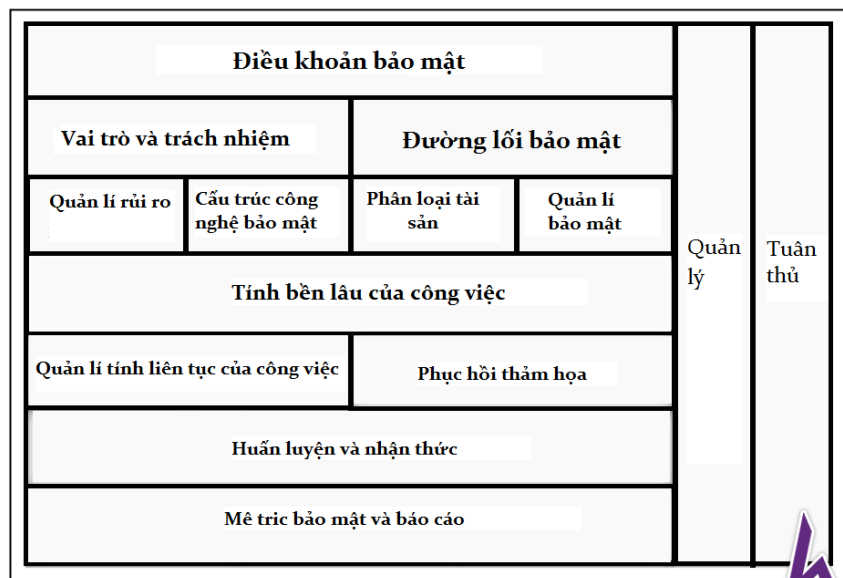 Điều khoản bảo mật
Vai trò và trách nhiệm
Đường lối bảo mật
Quản lí rủi ro
Cấu trúc công
nghệ bảo mật
Phân loại tài
sản
Quản lí
bảo mật
Tính bền lâu của công việc
Quản lí tính liên tục của công việc
Phục hồi thảm họa
Huấn luyện và nhận thức
Mê tric bảo mật và báo cáo
Quản
lý
Tuân
thủ